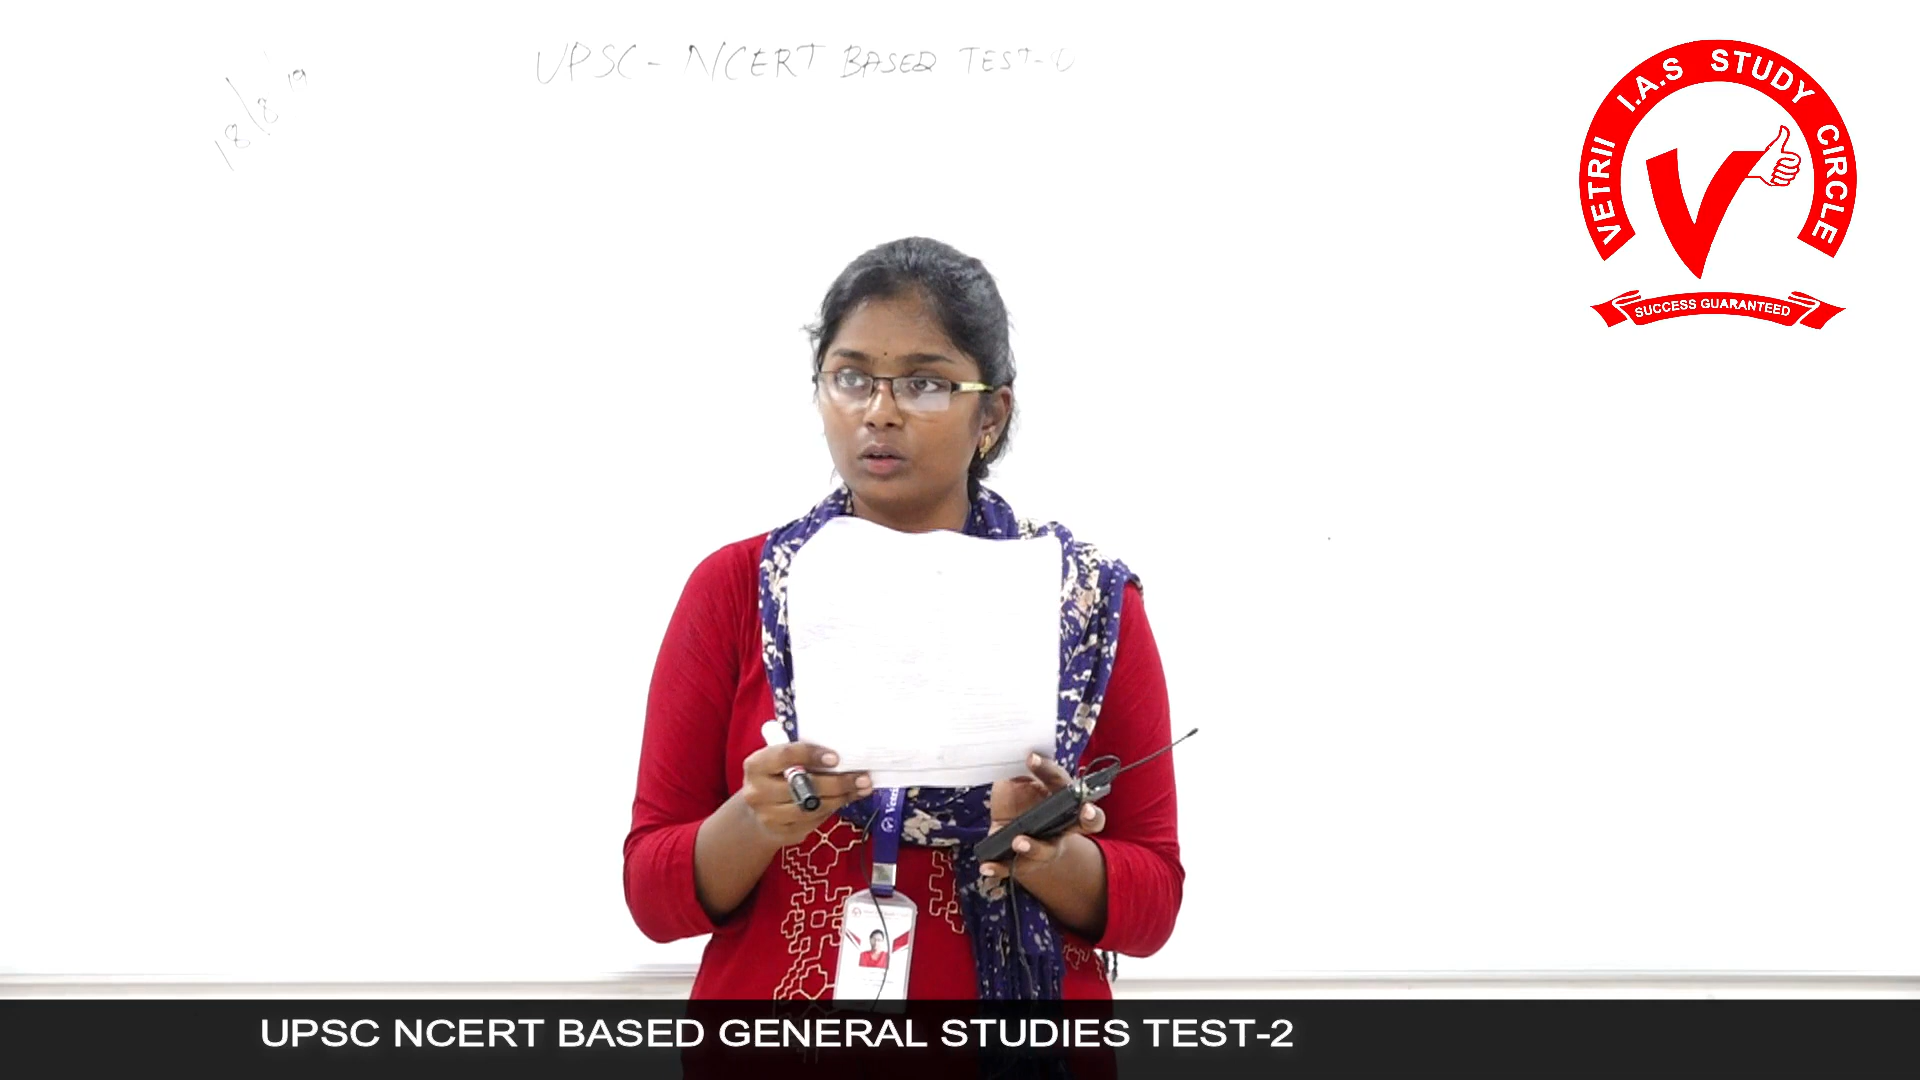 UPSC - NCERT BASED TEST-
18/8/19
VETRII I.A.S STUDY CIRCLE
SUCCESS GUARANTEED
Vetrii
UPSC NCERT BASED GENERAL STUDIES TEST-2